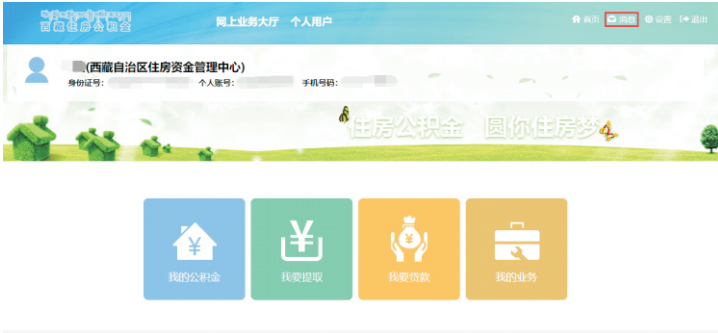 西藏住房公积金
网上业务大厅 个人用户
首页 消息 设置 退出
(西藏自治区住房资金管理中心)
身份证号: 个人账号: 手机号码:
住房公积金 圆你住房梦
我的公积金 我要提取 我要贷款 我的业务